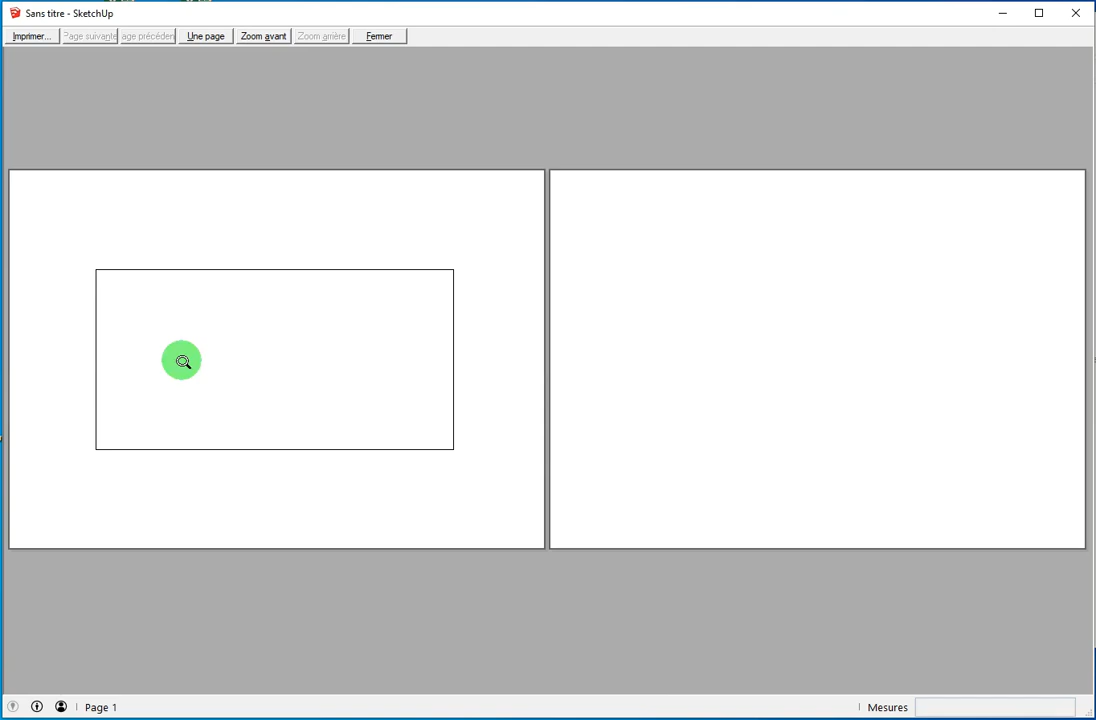 Sans titre - SketchUp
Imprimer... Page suivante age précéden Une page Zoom avant Zoom arrière Fermer
Page 1 Mesures